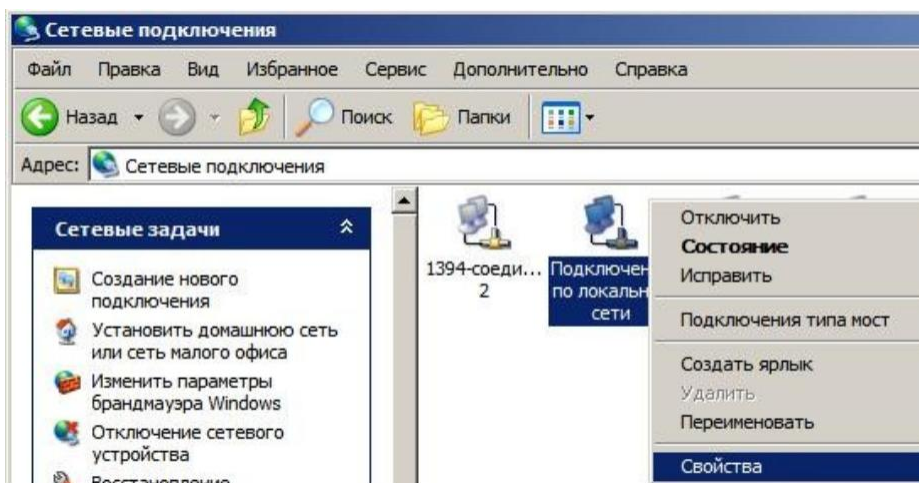 Сетевые подключения
Файл Правка Вид Избранное Сервис Дополнительно Справка
Назад Поиск Папки
Адрес: Сетевые подключения
Сетевые задачи
Создание нового
подключения
Установить домашнюю сеть
или сеть малого офиса
Изменить параметры
брандмауэра Windows
Отключение сетевого
устройства
1394-соеди...
2
Подключен
по локальн
сети
Отключить
Состояние
Исправить
Подключения типа мост
Создать ярлык
Удалить
Переименовать
Свойства